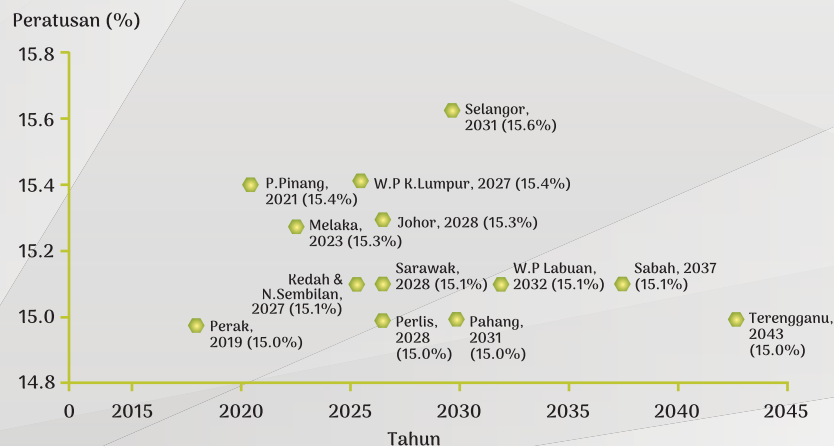 Peratusan (%)
15.8
15.6
15.4
15.2
15.0
14.8
Selangor,
2031 (15.6%)
P.Pinang,
2021 (15.4%)
W.P K.Lumpur, 2027 (15.4%)
Melaka,
2023 (15.3%)
Johor, 2028 (15.3%)
Kedah &
N.Sembilan,
2027 (15.1%)
Sarawak,
2028 (15.1%)
W.P Labuan,
2032 (15.1%)
Sabah, 2037
(15.1%)
Perak,
2019 (15.0%)
Perlis,
2028
(15.0%)
Pahang,
2031
(15.0%)
Terengganu,
2043
(15.0%)
0 2015 2020 2025 2030 2035 2040 2045
Tahun